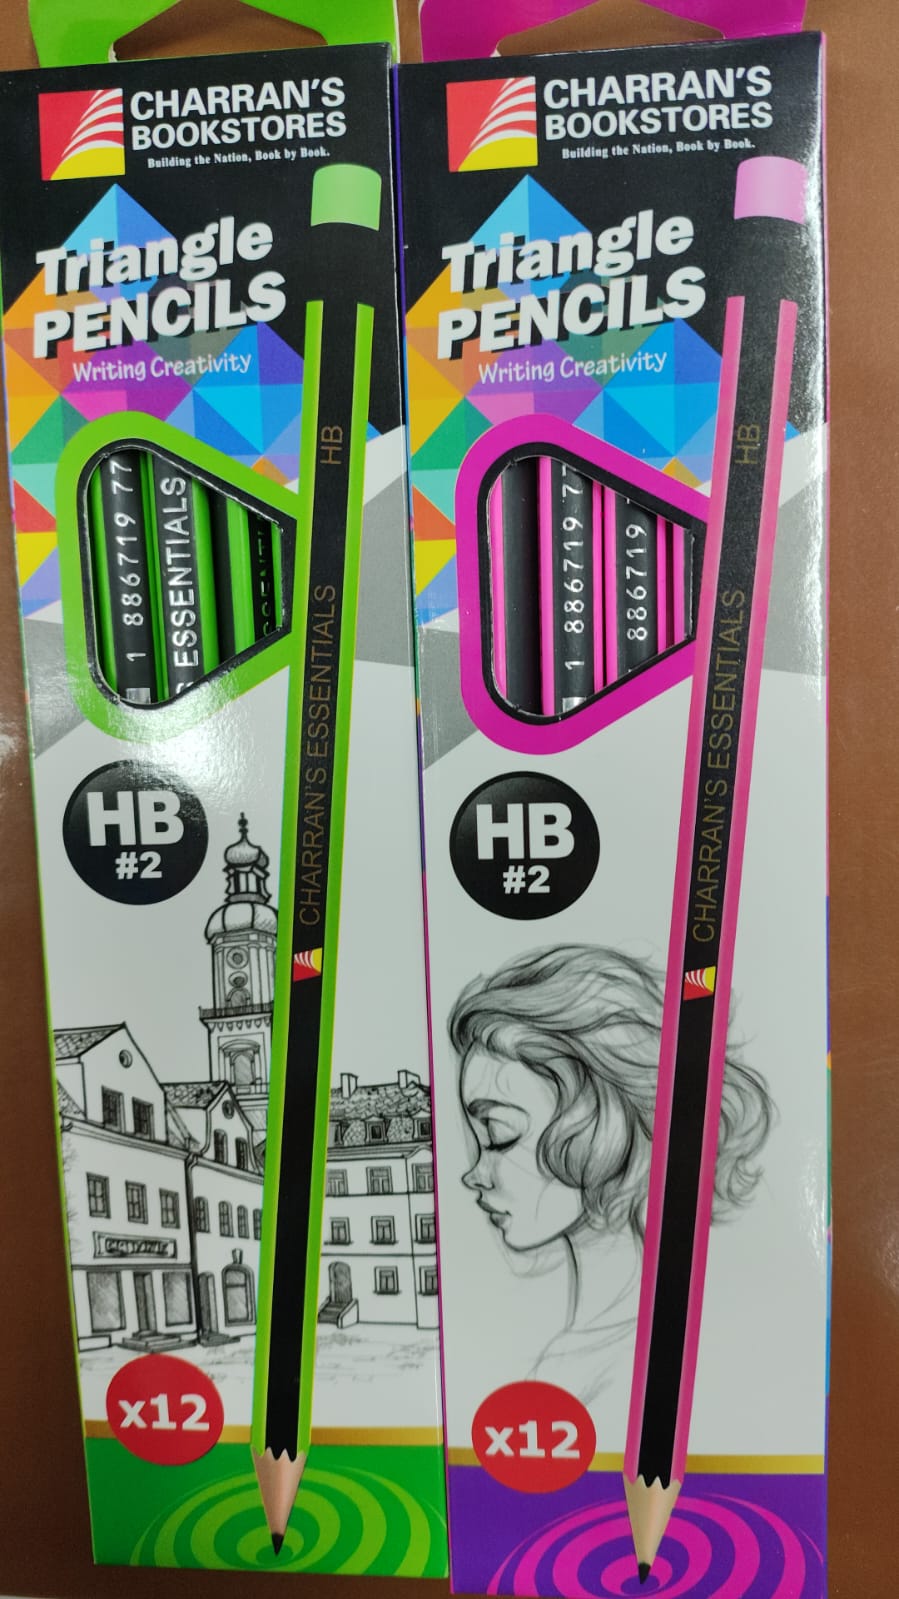 CHARRAN'S
BOOKSTORES
Building the Nation, Book by Book.
Triangle
PENCILS
Writing Creativity
HB
1 886719 77
ESSENTIALS
CHARRAN'S ESSENTIALS
HB
#2
x12
CHARRAN'S
BOOKSTORES
Building the Nation, Book by Book.
Triangle
PENCILS
Writing Creativity
HB
1 886719 77
886719
CHARRAN'S ESSENTIALS
HB
#2
x12